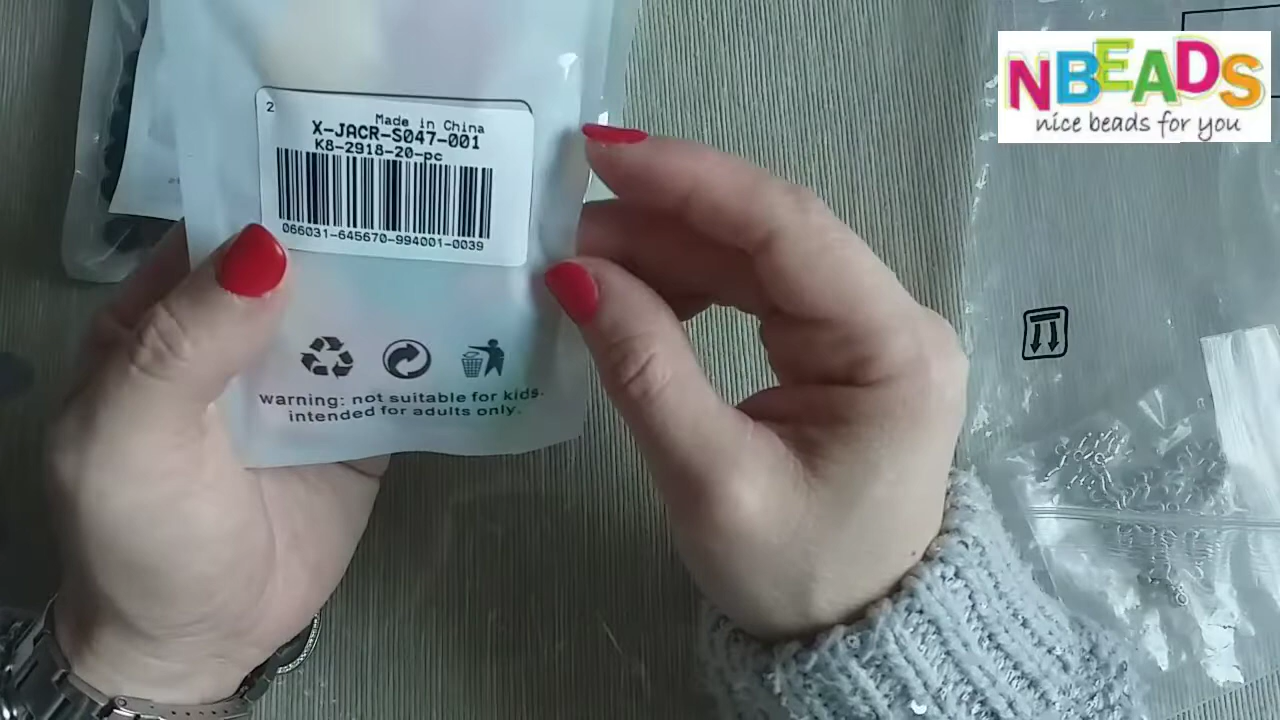 2
Made in China
X-JACR-S047-001
K8-2918-20-pc
066031-645670-994001-0039
warning: not suitable for kids.
intended for adults only.
NBEADS
nice beads for you